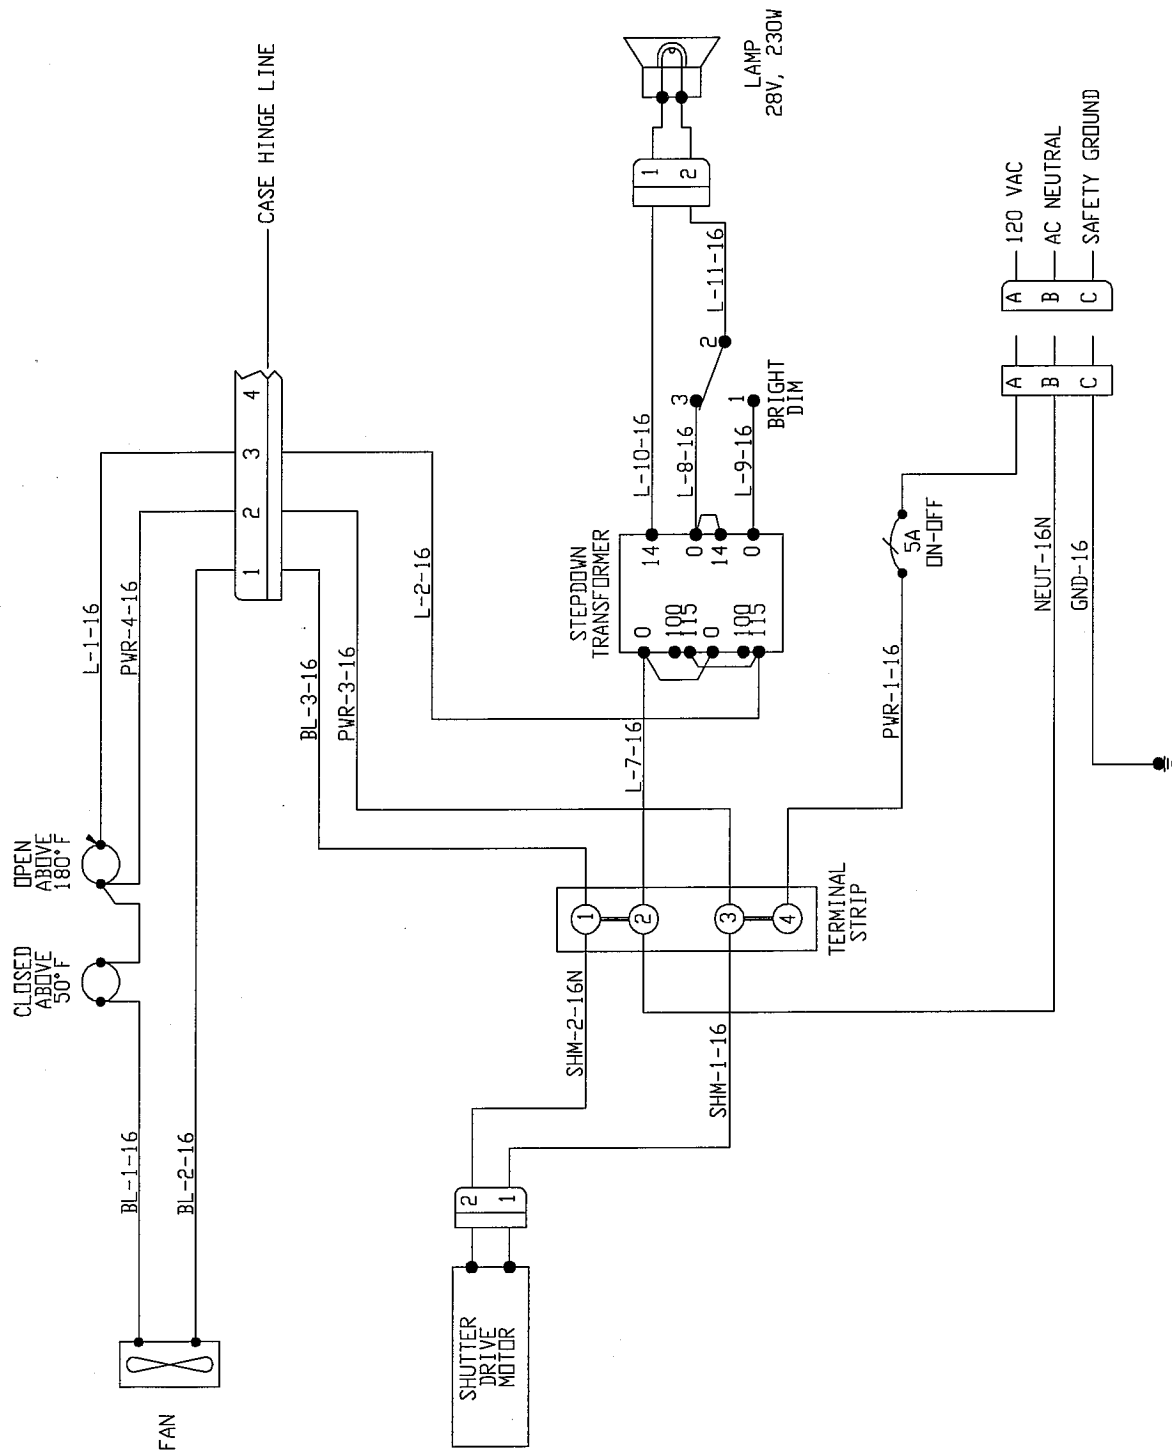 FAN
CLOSED
ABOVE
50°F
OPEN
ABOVE
180°F
BL-1-16
BL-2-16
L-1-16
PWR-4-16
1
2
3
4
CASE HINGE LINE
BL-3-16
PWR-3-16
L-2-16
SHUTTER
DRIVE
MOTOR
2
1
SHM-2-16N
SHM-1-16
1
2
3
4
TERMINAL
STRIP
L-7-16
STEPDOWN
TRANSFORMER
0
100
115
0
100
115
14
0
14
0
L-10-16
L-8-16
L-9-16
3
1
2
BRIGHT
DIM
L-11-16
1
2
LAMP
28V, 230W
PWR-1-16
5A
ON-OFF
NEUT-16N
GND-16
A
B
C
A
B
C
120 VAC
AC NEUTRAL
SAFETY GROUND